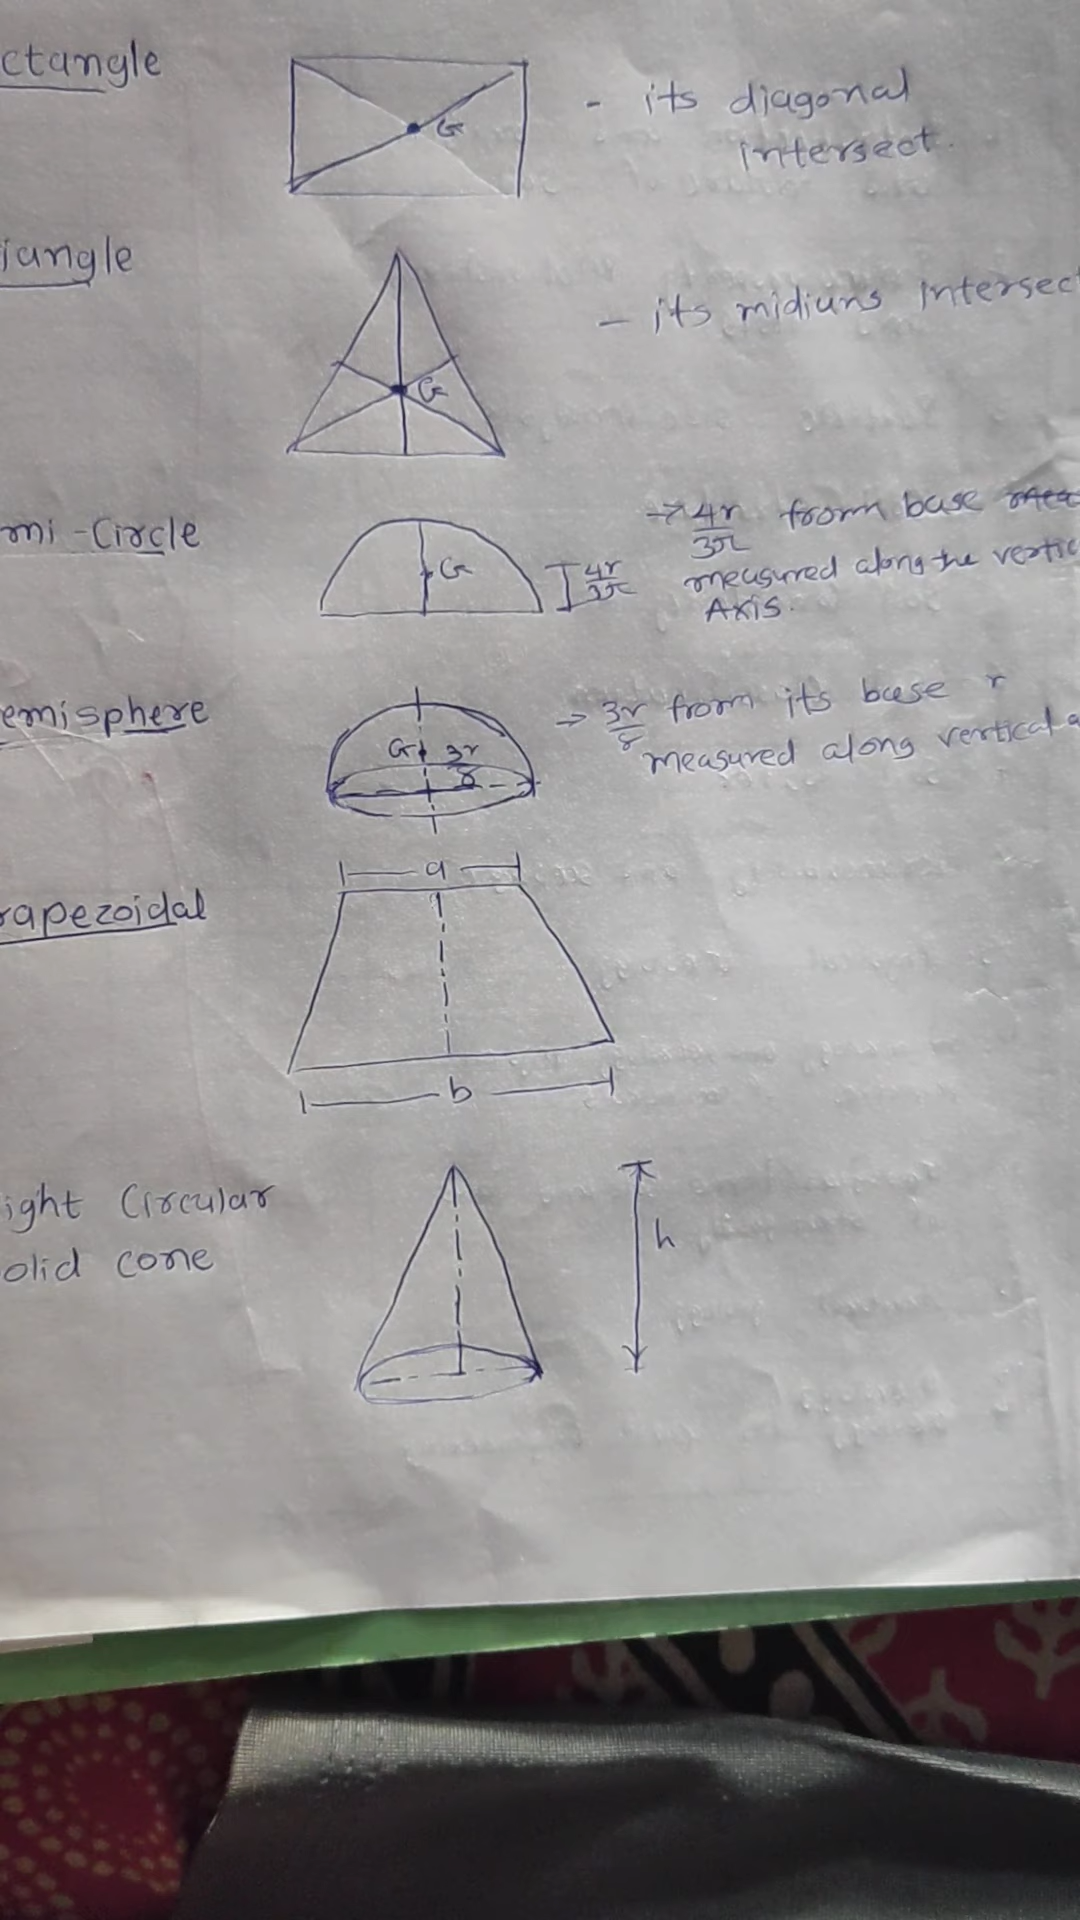 ctangle
G
- its diagonal
intersect.
iangle
G
- its midiuns intersec
mi-Circle
G
4r/3π
→ 4r/3π from base
measured along the vertic
Axis.
emisphere
G 3r/8
→ 3r/8 from its base r
measured along vertical a
rapezoidal
a
b
ight Circular
olid cone
h